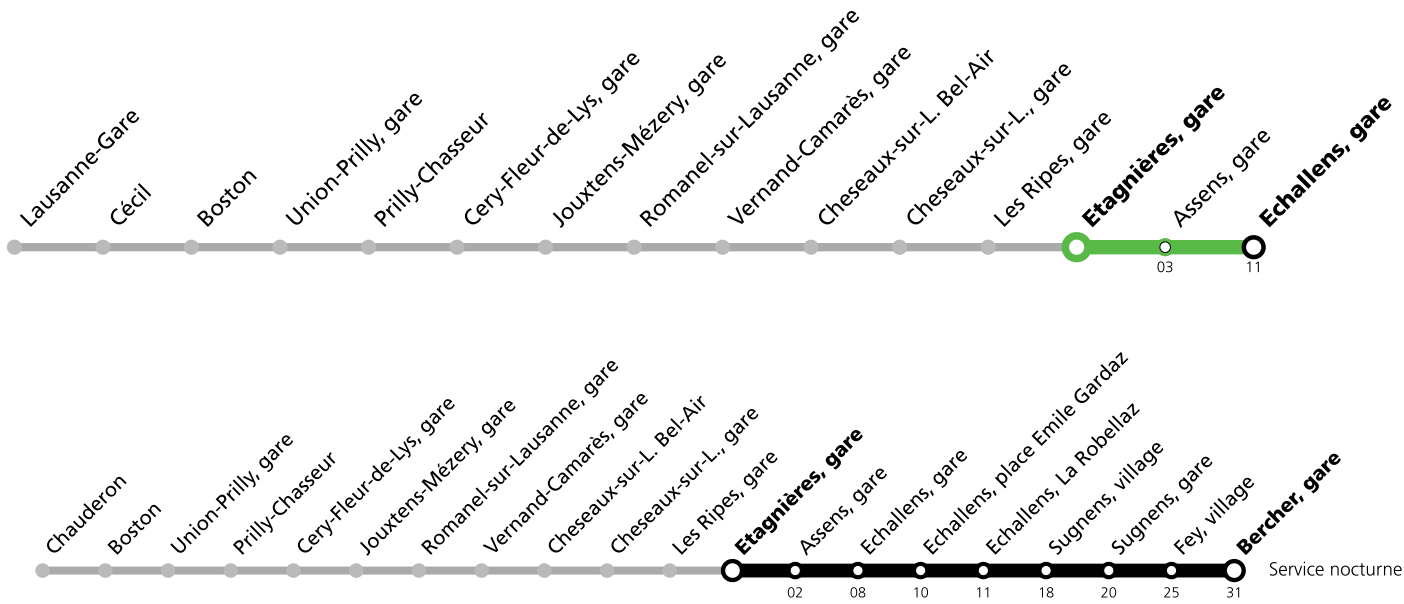 Lausanne-Gare
Cécil
Boston
Union-Prilly, gare
Prilly-Chasseur
Cery-Fleur-de-Lys, gare
Jouxtens-Mézery, gare
Romanel-sur-Lausanne, gare
Vernand-Camarès, gare
Cheseaux-sur-L. Bel-Air
Cheseaux-sur-L., gare
Les Ripes, gare
Etagnières, gare
Assens, gare
Echallens, gare
03
11
Chauderon
Boston
Union-Prilly, gare
Prilly-Chasseur
Cery-Fleur-de-Lys, gare
Jouxtens-Mézery, gare
Romanel-sur-Lausanne, gare
Vernand-Camarès, gare
Cheseaux-sur-L. Bel-Air
Cheseaux-sur-L., gare
Les Ripes, gare
Etagnières, gare
Assens, gare
Echallens, gare
Echallens, place Emile Gardaz
Echallens, La Robellaz
Sugnens, village
Sugnens, gare
Fey, village
Bercher, gare
Service nocturne
02
08
10
11
18
20
25
31